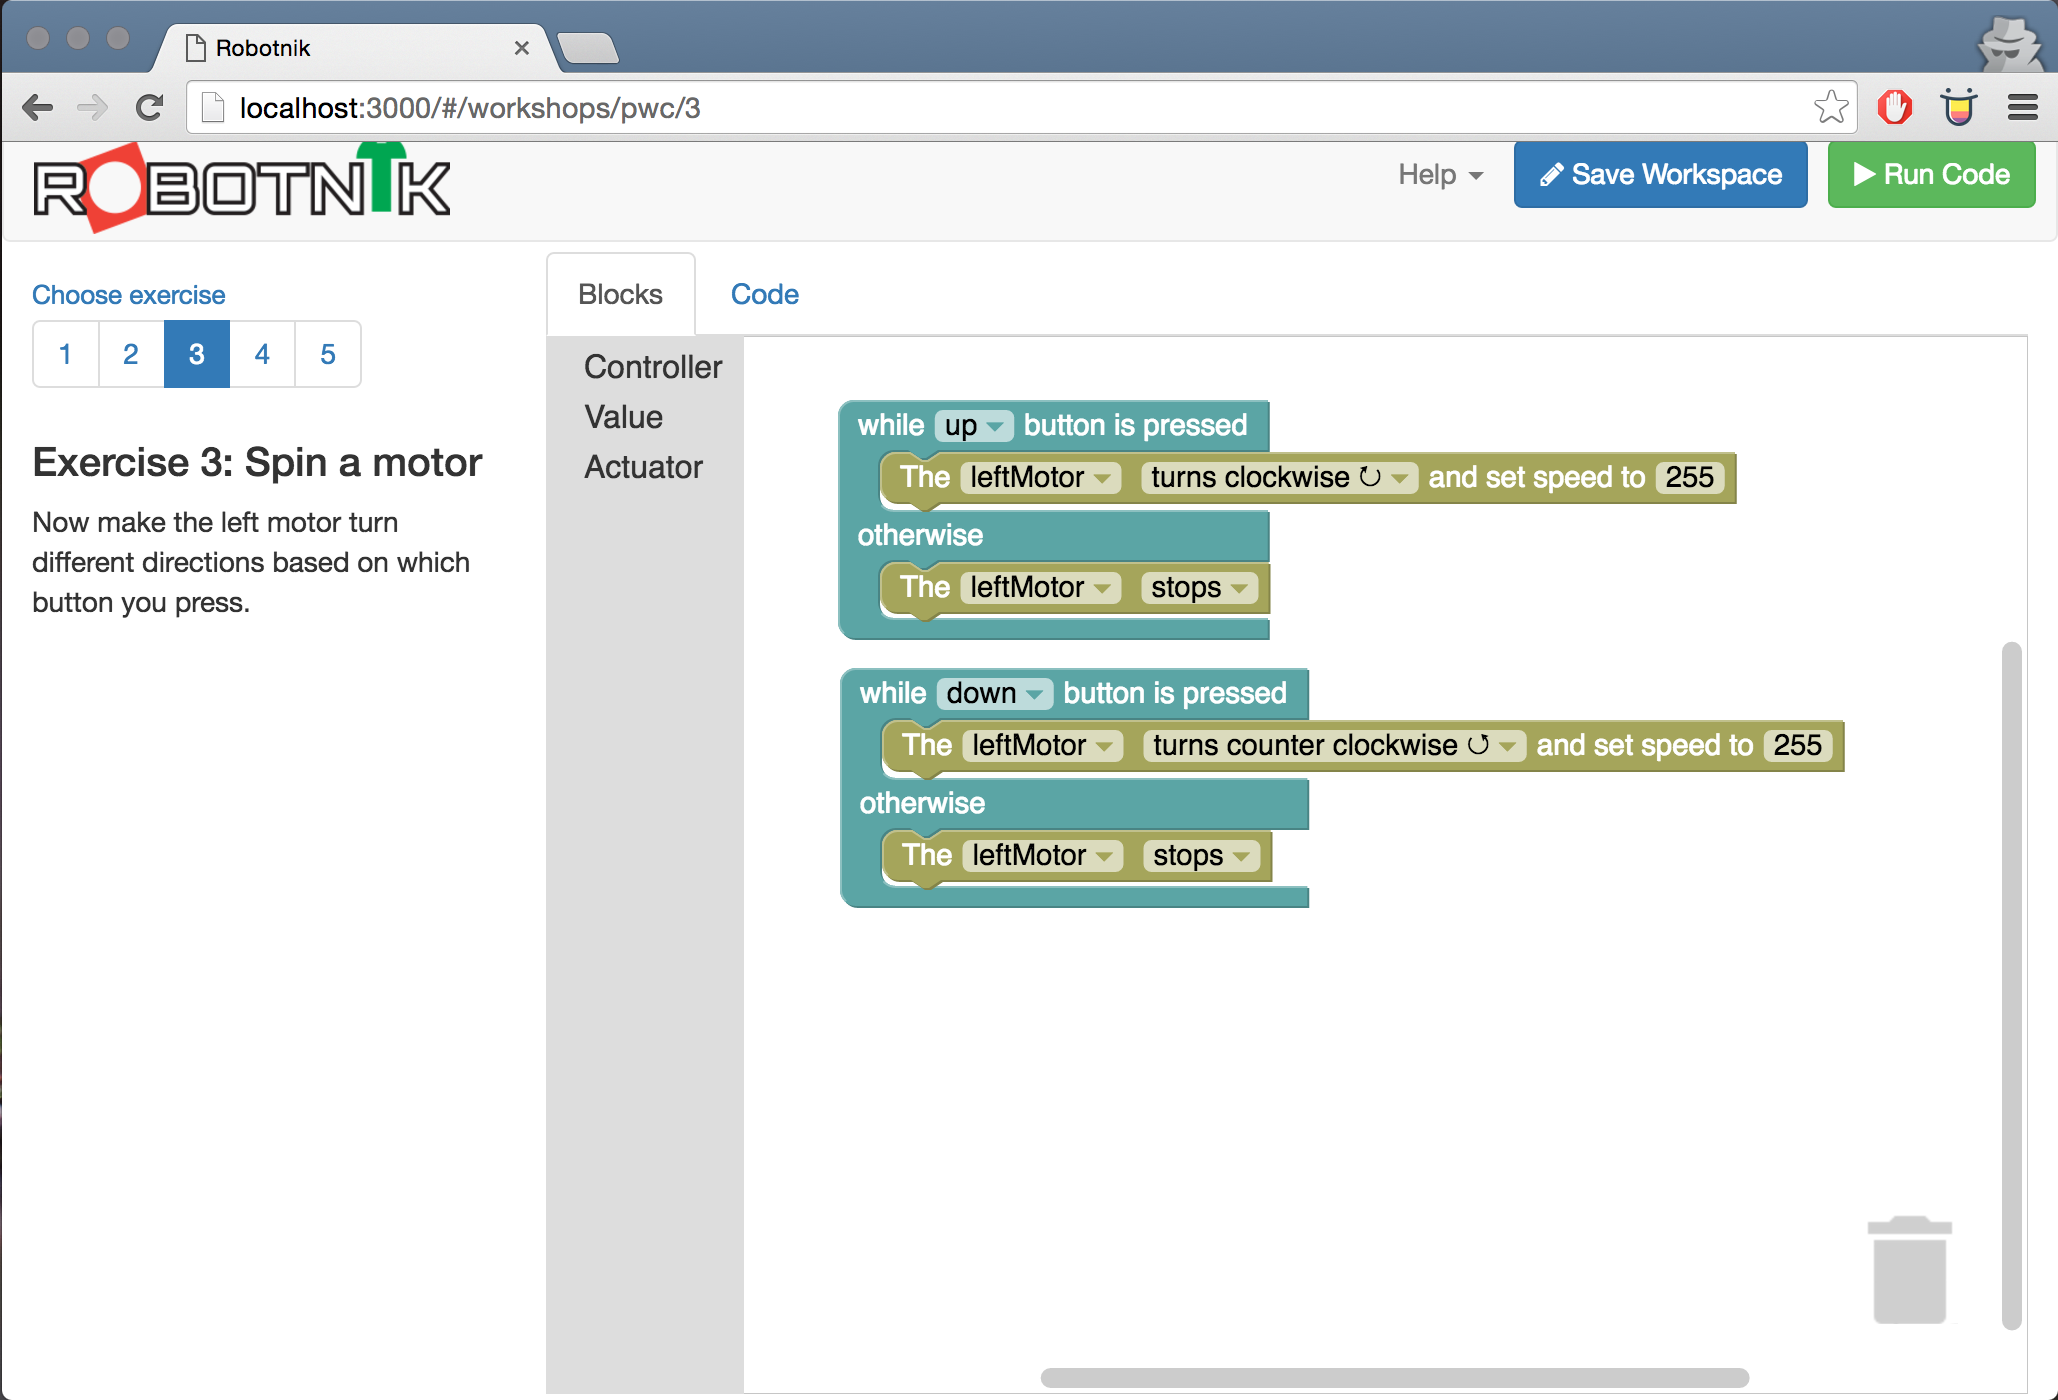 Robotnik
localhost:3000/#/workshops/pwc/3
ROBOTNIK
Help
Save Workspace
Run Code
Choose exercise
1 2 3 4 5
Exercise 3: Spin a motor
Now make the left motor turn
different directions based on which
button you press.
Blocks
Code
Controller
Value
Actuator
while up button is pressed
The leftMotor turns clockwise ↻ and set speed to 255
otherwise
The leftMotor stops
while down button is pressed
The leftMotor turns counter clockwise ↺ and set speed to 255
otherwise
The leftMotor stops